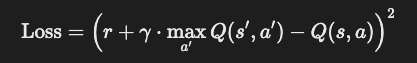 Loss = (r + γ · max_{a'} Q(s', a') − Q(s, a))²